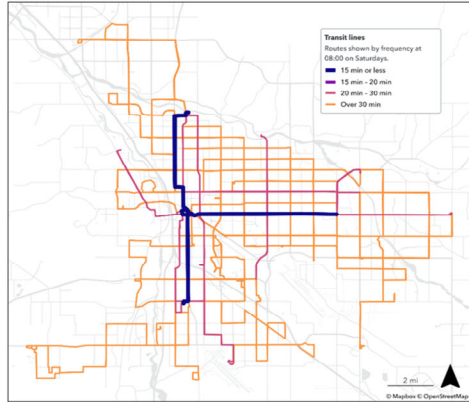 Transit lines
Routes shown by frequency at
08:00 on Saturdays.
15 min or less
15 min - 20 min
20 min - 30 min
Over 30 min
2 mi
© Mapbox © OpenStreetMap